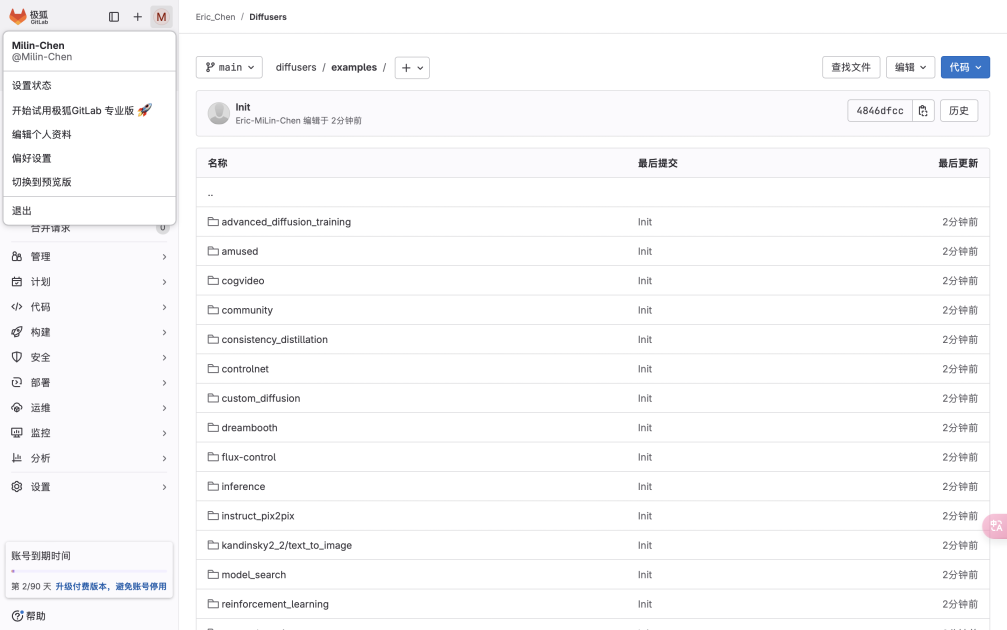 极狐
GitLab
M
Milin-Chen
@Milin-Chen
设置状态
开始试用极狐GitLab 专业版 🚀
编辑个人资料
偏好设置
切换到预览版
退出
合并请求 0
管理
计划
代码
构建
安全
部署
运维
监控
分析
设置
账号到期时间
第 2/90 天 升级付费版本，避免账号停用
帮助
Eric_Chen / Diffusers
main
diffusers / examples /
查找文件
编辑
代码
Init
Eric-MiLin-Chen 编辑于 2分钟前
4846dfcc
历史
名称 最后提交 最后更新
..
advanced_diffusion_training Init 2分钟前
amused Init 2分钟前
cogvideo Init 2分钟前
community Init 2分钟前
consistency_distillation Init 2分钟前
controlnet Init 2分钟前
custom_diffusion Init 2分钟前
dreambooth Init 2分钟前
flux-control Init 2分钟前
inference Init 2分钟前
instruct_pix2pix Init 2分钟前
kandinsky2_2/text_to_image Init 2分钟前
model_search Init 2分钟前
reinforcement_learning Init 2分钟前